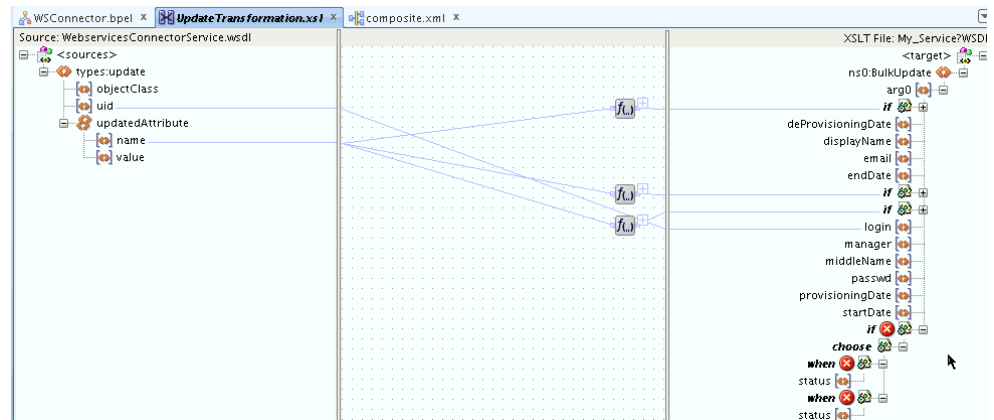 WSConnector.bpel x UpdateTransformation.xsl x composite.xml x
Source: WebservicesConnectorService.wsdl
XSLT File: My_Service?WSDL
<sources>
<target>
types:update
ns0:BulkUpdate
objectClass
arg0
uid
if
f(..)
updatedAttribute
deProvisioningDate
name
displayName
value
email
endDate
if
f(..)
if
f(..)
login
manager
middleName
passwd
provisioningDate
startDate
if
choose
when
status
when
status